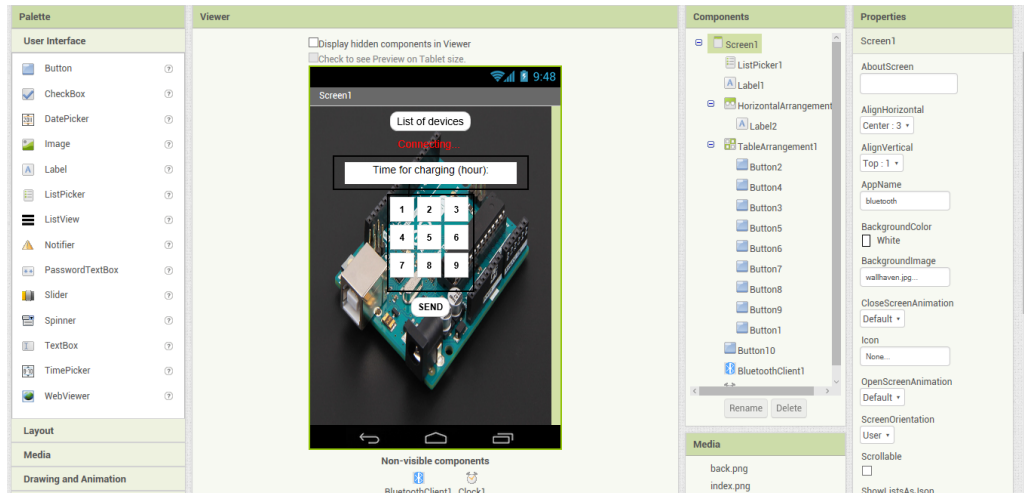 Palette
User Interface
Button
CheckBox
DatePicker
Image
Label
ListPicker
ListView
Notifier
PasswordTextBox
Slider
Spinner
TextBox
TimePicker
WebViewer
Layout
Media
Drawing and Animation
Viewer
Display hidden components in Viewer
Check to see Preview on Tablet size.
9:48
Screen1
List of devices
Connecting...
Time for charging (hour):
1 2 3
4 5 6
7 8 9
SEND
Non-visible components
BluetoothClient1 Clock1
Components
Screen1
ListPicker1
Label1
HorizontalArrangement
Label2
TableArrangement1
Button2
Button4
Button3
Button5
Button6
Button7
Button8
Button9
Button1
Button10
BluetoothClient1
Rename Delete
Media
back.png
index.png
Properties
Screen1
AboutScreen
AlignHorizontal
Center : 3
AlignVertical
Top : 1
AppName
bluetooth
BackgroundColor
White
BackgroundImage
wallhaven.jpg...
CloseScreenAnimation
Default
Icon
None...
OpenScreenAnimation
Default
ScreenOrientation
User
Scrollable
ShowListsAsJson